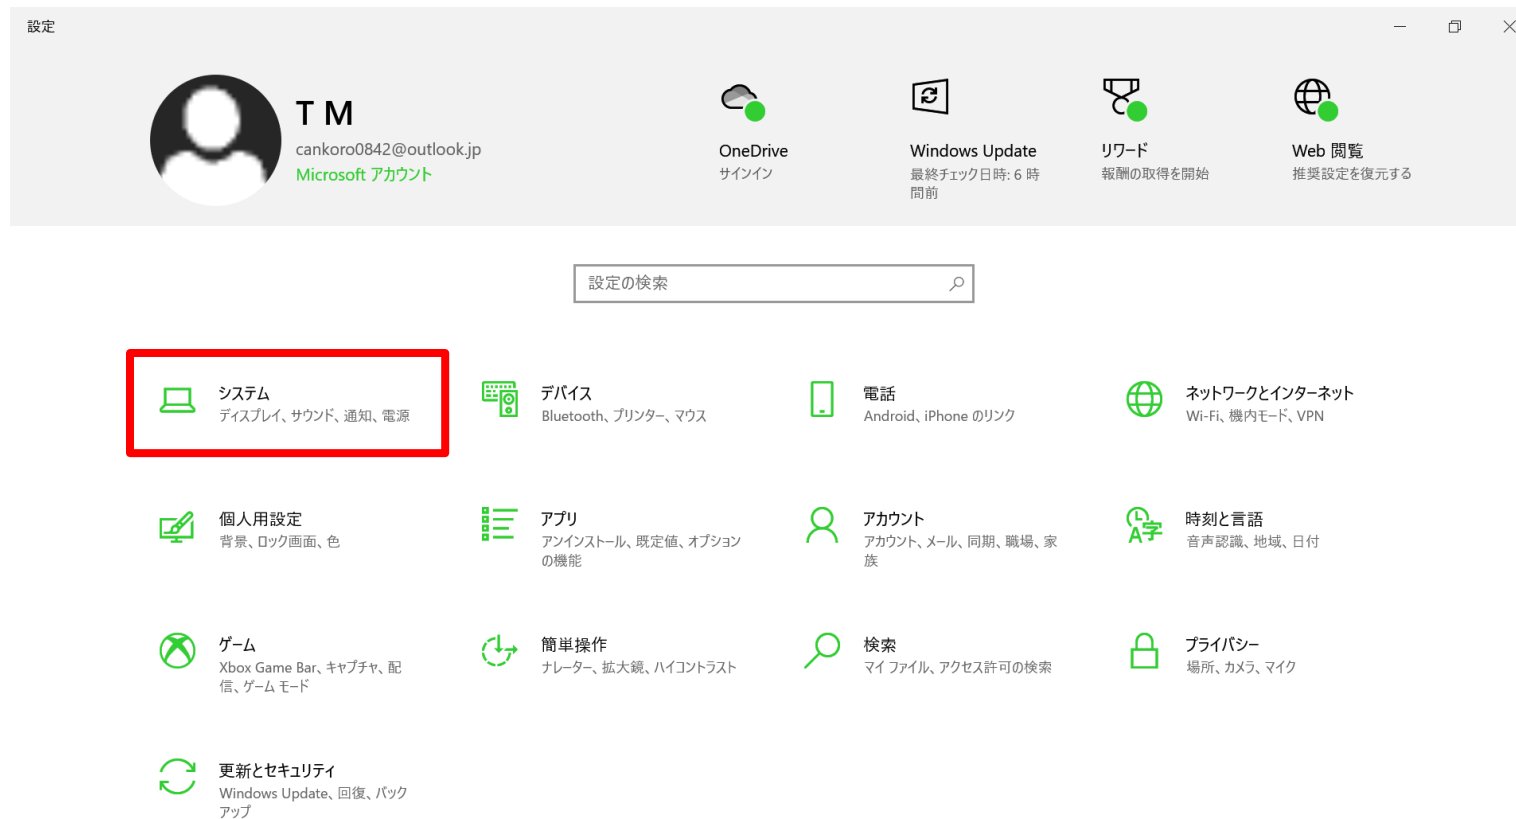 設定
T M
cankoro0842@outlook.jp
Microsoft アカウント
OneDrive
サインイン
Windows Update
最終チェック日時: 6 時
間前
リワード
報酬の取得を開始
Web 閲覧
推奨設定を復元する
設定の検索
システム
ディスプレイ、サウンド、通知、電源
デバイス
Bluetooth、プリンター、マウス
電話
Android、iPhone のリンク
ネットワークとインターネット
Wi-Fi、機内モード、VPN
個人用設定
背景、ロック画面、色
アプリ
アンインストール、既定値、オプション
の機能
アカウント
アカウント、メール、同期、職場、家
族
時刻と言語
音声認識、地域、日付
ゲーム
Xbox Game Bar、キャプチャ、配
信、ゲーム モード
簡単操作
ナレーター、拡大鏡、ハイコントラスト
検索
マイ ファイル、アクセス許可の検索
プライバシー
場所、カメラ、マイク
更新とセキュリティ
Windows Update、回復、バック
アップ